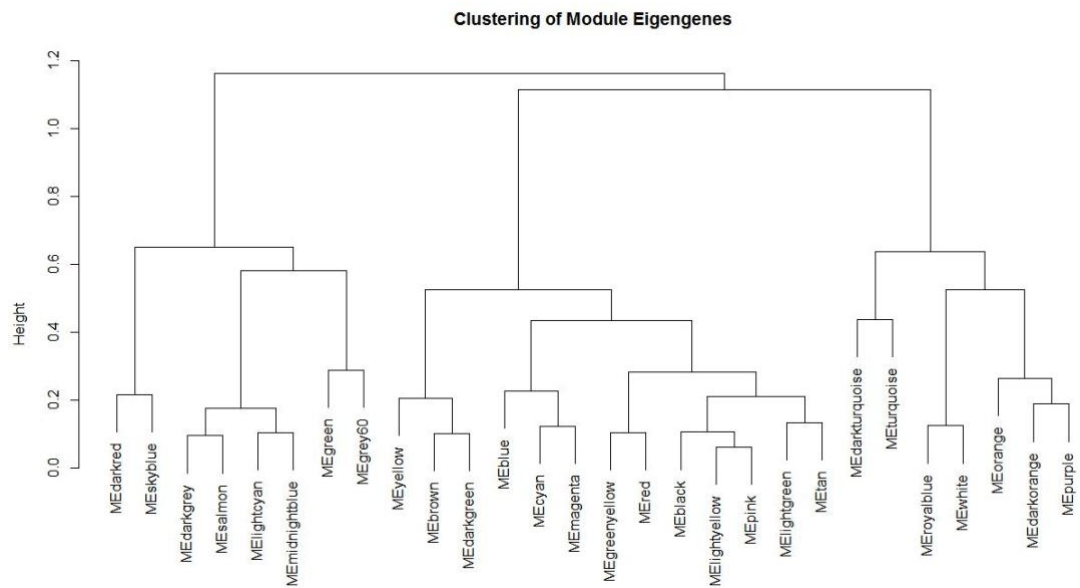 Clustering of Module Eigengenes
Height
0.0
0.2
0.4
0.6
0.8
1.0
1.2
MEdarkred
MEskyblue
MEdarkgrey
MEsalmon
MElightcyan
MEmidnightblue
MEgreen
MEgrey60
MEyellow
MEbrown
MEdarkgreen
MEblue
MEcyan
MEmagenta
MEgreenyellow
MEred
MEblack
MElightyellow
MEpink
MElightgreen
MEtan
MEdarkturquoise
MEturquoise
MEroyalblue
MEwhite
MEorange
MEdarkorange
MEpurple